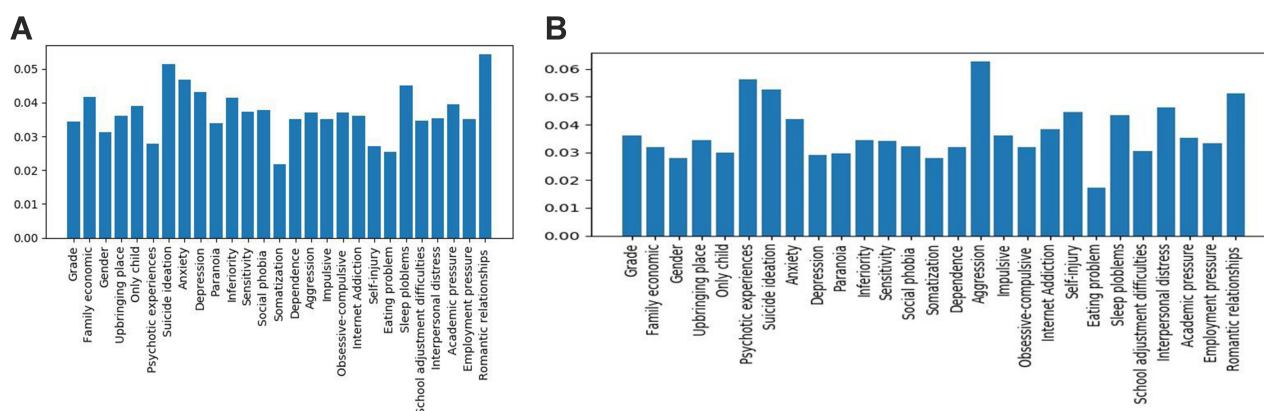 A
0.05
0.04
0.03
0.02
0.01
0.00
Grade
Family economic
Gender
Upbringing place
Only child
Psychotic experiences
Suicide ideation
Anxiety
Depression
Paranoia
Inferiority
Sensitivity
Social phobia
Somatization
Dependence
Aggression
Impulsive
Obsessive-compulsive
Internet Addiction
Self-injury
Eating problem
Sleep ploblems
School adjustment difficulties
Interpersonal distress
Academic pressure
Employment pressure
Romantic relationships
B
0.06
0.05
0.04
0.03
0.02
0.01
0.00
Grade
Family economic
Gender
Upbringing place
Only child
Psychotic experiences
Suicide ideation
Anxiety
Depression
Paranoia
Inferiority
Sensitivity
Social phobia
Somatization
Dependence
Aggression
Impulsive
Obsessive-compulsive
Internet Addiction
Self-injury
Eating problem
Sleep ploblems
School adjustment difficulties
Interpersonal distress
Academic pressure
Employment pressure
Romantic relationships